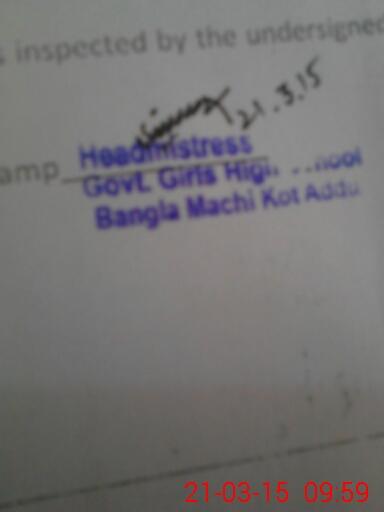 inspected by the undersigned
21.3.15
amp Headmistress
Govt. Girls High School
Bangla Machi Kot Addu
21-03-15 09:59